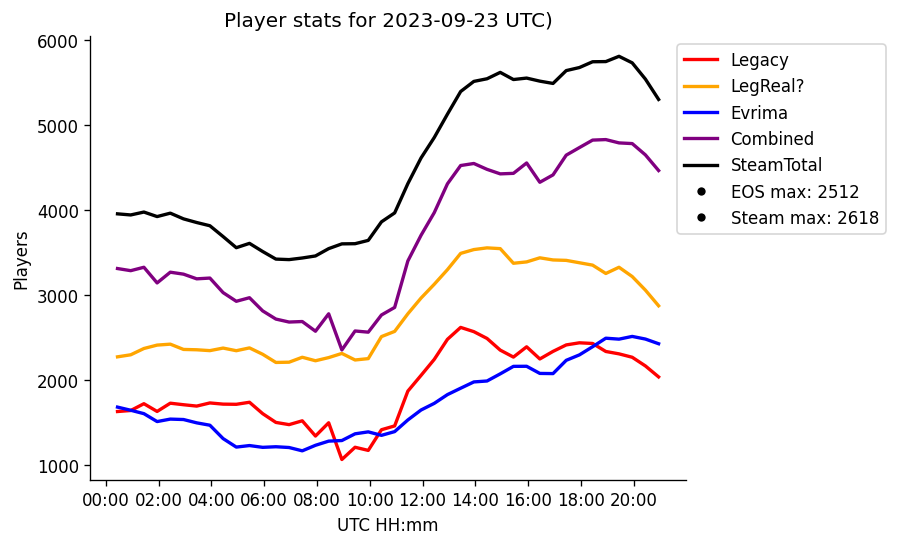 Player stats for 2023-09-23 UTC)
6000
5000
4000
3000
2000
1000
Players
00:00 02:00 04:00 06:00 08:00 10:00 12:00 14:00 16:00 18:00 20:00
UTC HH:mm
Legacy
LegReal?
Evrima
Combined
SteamTotal
EOS max: 2512
Steam max: 2618